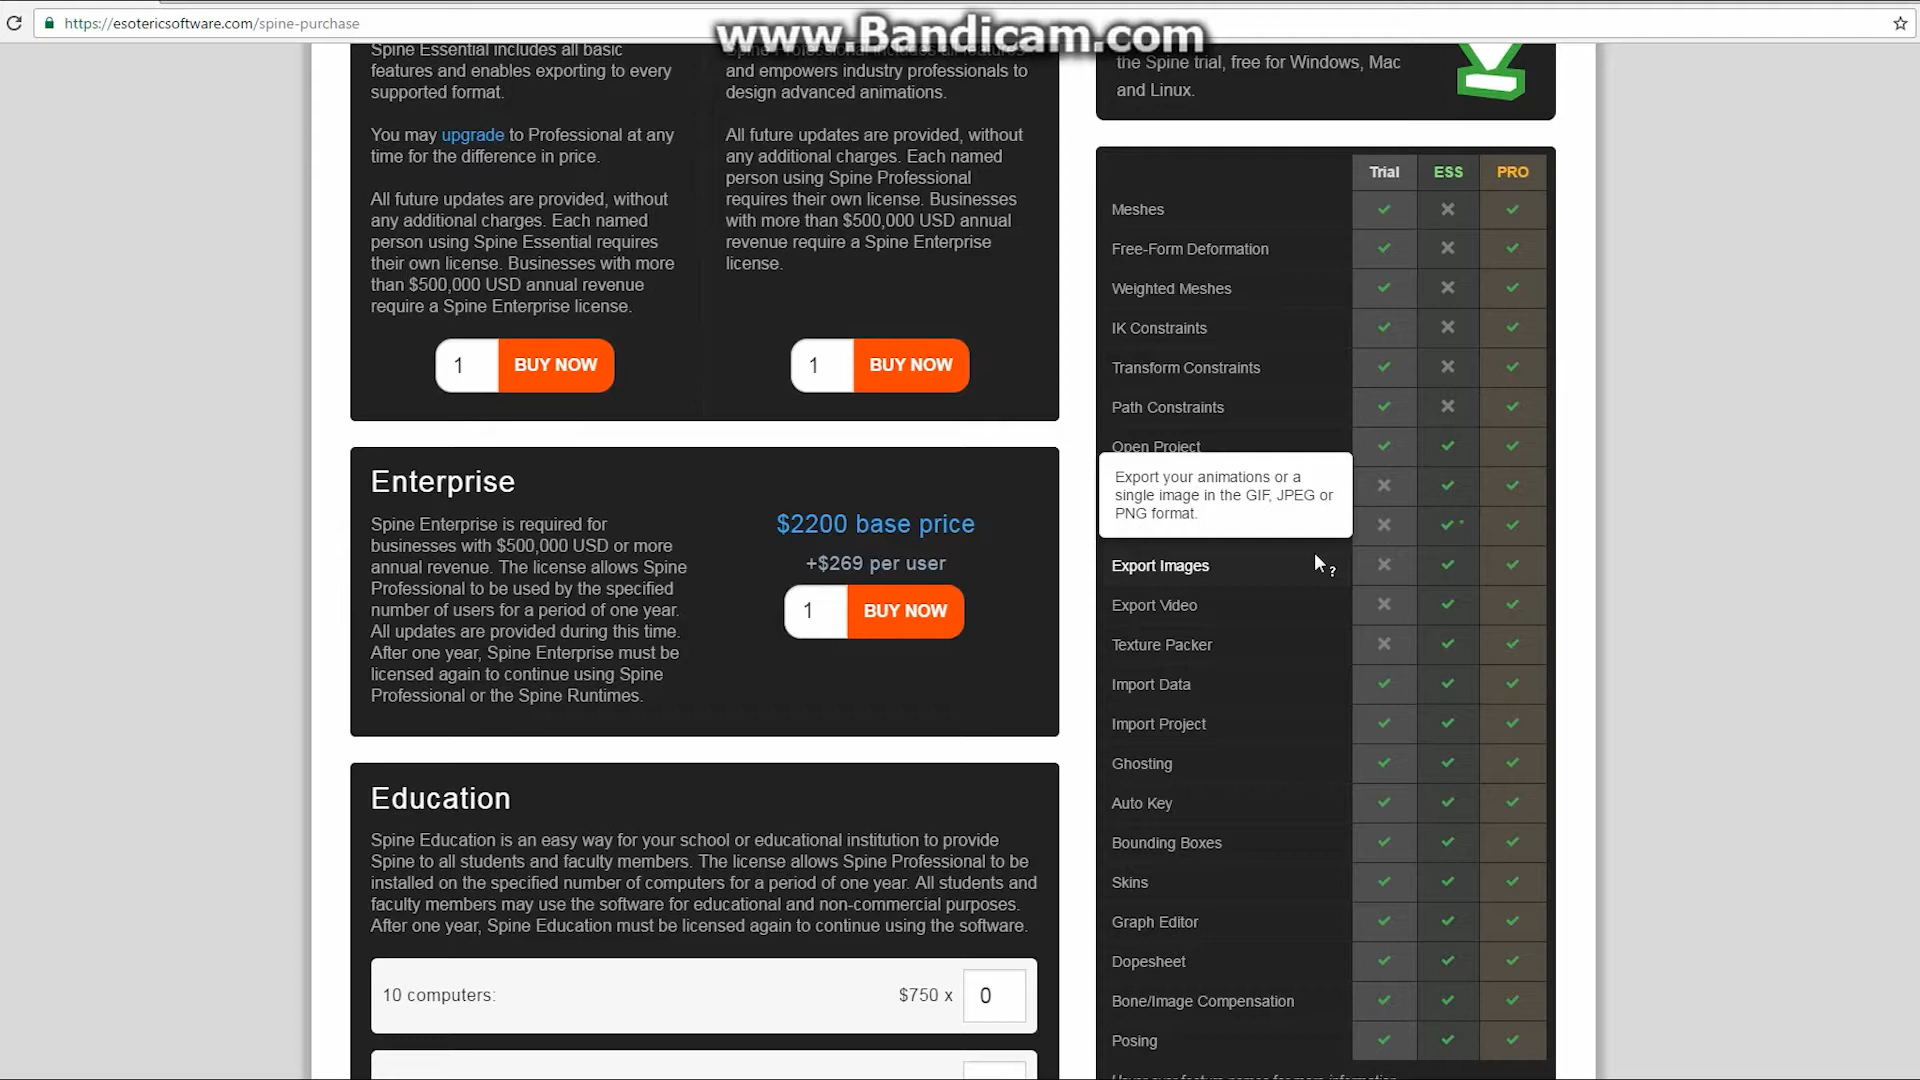 https://esotericsoftware.com/spine-purchase
www.Bandicam.com
Spine Essential includes all basic
features and enables exporting to every
supported format.
You may upgrade to Professional at any
time for the difference in price.
All future updates are provided, without
any additional charges. Each named
person using Spine Essential requires
their own license. Businesses with more
than $500,000 USD annual revenue
require a Spine Enterprise license.
1 BUY NOW
Spine Professional includes all features
and empowers industry professionals to
design advanced animations.
All future updates are provided, without
any additional charges. Each named
person using Spine Professional
requires their own license. Businesses
with more than $500,000 USD annual
revenue require a Spine Enterprise
license.
1 BUY NOW
Enterprise
Spine Enterprise is required for
businesses with $500,000 USD or more
annual revenue. The license allows Spine
Professional to be used by the specified
number of users for a period of one year.
All updates are provided during this time.
After one year, Spine Enterprise must be
licensed again to continue using Spine
Professional or the Spine Runtimes.
$2200 base price
+$269 per user
1 BUY NOW
Education
Spine Education is an easy way for your school or educational institution to provide
Spine to all students and faculty members. The license allows Spine Professional to be
installed on the specified number of computers for a period of one year. All students and
faculty members may use the software for educational and non-commercial purposes.
After one year, Spine Education must be licensed again to continue using the software.
10 computers: $750 x 0
the Spine trial, free for Windows, Mac
and Linux.
Trial ESS PRO
Meshes
Free-Form Deformation
Weighted Meshes
IK Constraints
Transform Constraints
Path Constraints
Open Project
Export your animations or a
single image in the GIF, JPEG or
PNG format.
Export Images
Export Video
Texture Packer
Import Data
Import Project
Ghosting
Auto Key
Bounding Boxes
Skins
Graph Editor
Dopesheet
Bone/Image Compensation
Posing
Hover over feature names for more information.